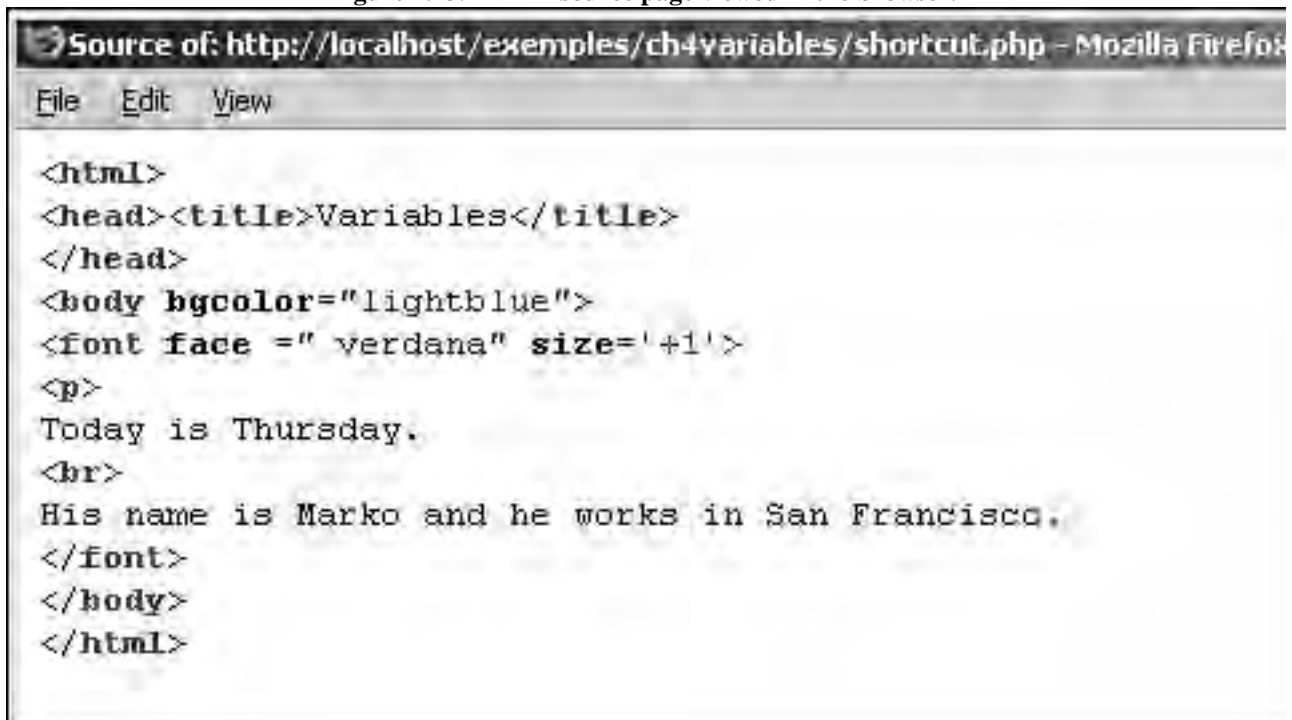 Source of: http://localhost/exemples/ch4variables/shortcut.php - Mozilla Firefox
File Edit View
<html>
<head><title>Variables</title>
</head>
<body bgcolor="lightblue">
<font face =" verdana" size='+1'>
<p>
Today is Thursday.
<br>
His name is Marko and he works in San Francisco.
</font>
</body>
</html>